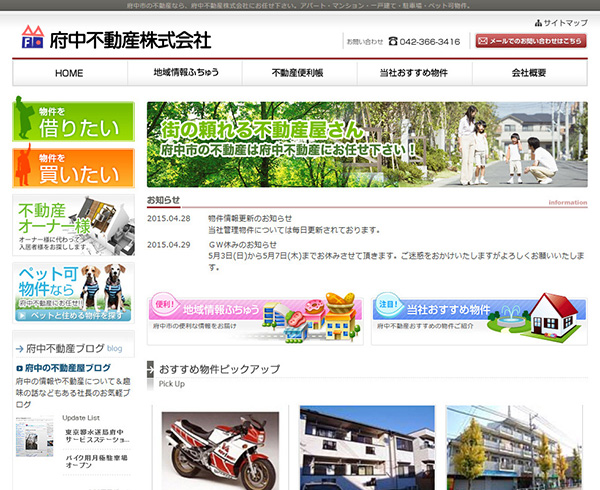 府中市の不動産なら、府中不動産株式会社にお任せ下さい。アパート・マンション・一戸建て・駐車場・ペット可物件。
サイトマップ
府中不動産株式会社
お問い合わせ 042-366-3416 メールでのお問い合わせはこちら
HOME 地域情報ふちゅう 不動産便利帳 当社おすすめ物件 会社概要
物件を
借りたい
物件を
買いたい
不動産
オーナー様
オーナー様に代わって
入居者様をお探しします。
ペット可
物件なら
府中不動産にお任せ!!
ペットと住める物件を探す
府中不動産ブログ blog
府中の不動産屋ブログ
府中の情報や不動産について＆趣
味の話などもある社長のお気軽ブ
ログ
Update List
東京都水道局府中
サービスステーショ...
バイク用月極駐車場
オープン
街の頼れる不動産屋さん
府中市の不動産は府中不動産にお任せ下さい！
お知らせ information
2015.04.28 物件情報更新のお知らせ
当社管理物件については毎日更新されております。
2015.04.29 ＧＷ休みのお知らせ
5月3日(日)から5月7日(木)までお休みさせて頂きます。ご迷惑をおかけいたしますがよろしくお願いいたしま
す。
便利! 地域情報ふちゅう
府中市の便利な情報をお届け
注目! 当社おすすめ物件
府中不動産おすすめの物件ご紹介
おすすめ物件ピックアップ
Pick Up